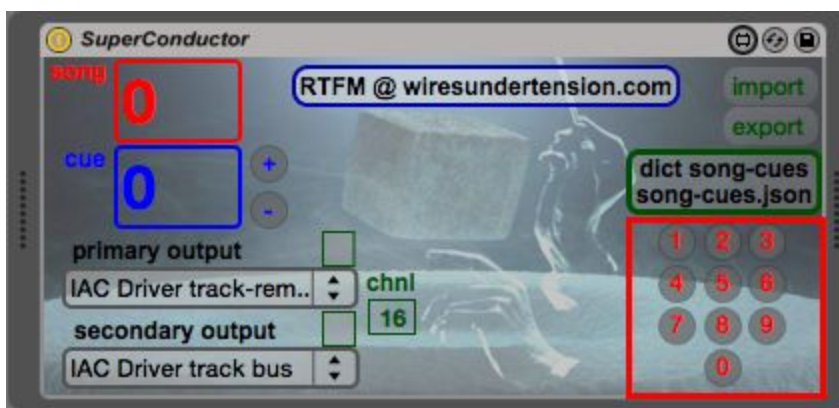 SuperConductor
song
0
RTFM @ wiresundertension.com
import
export
cue
0
+
-
dict song-cues
song-cues.json
primary output
IAC Driver track-rem..
chnl
16
secondary output
IAC Driver track bus
1 2 3
4 5 6
7 8 9
0